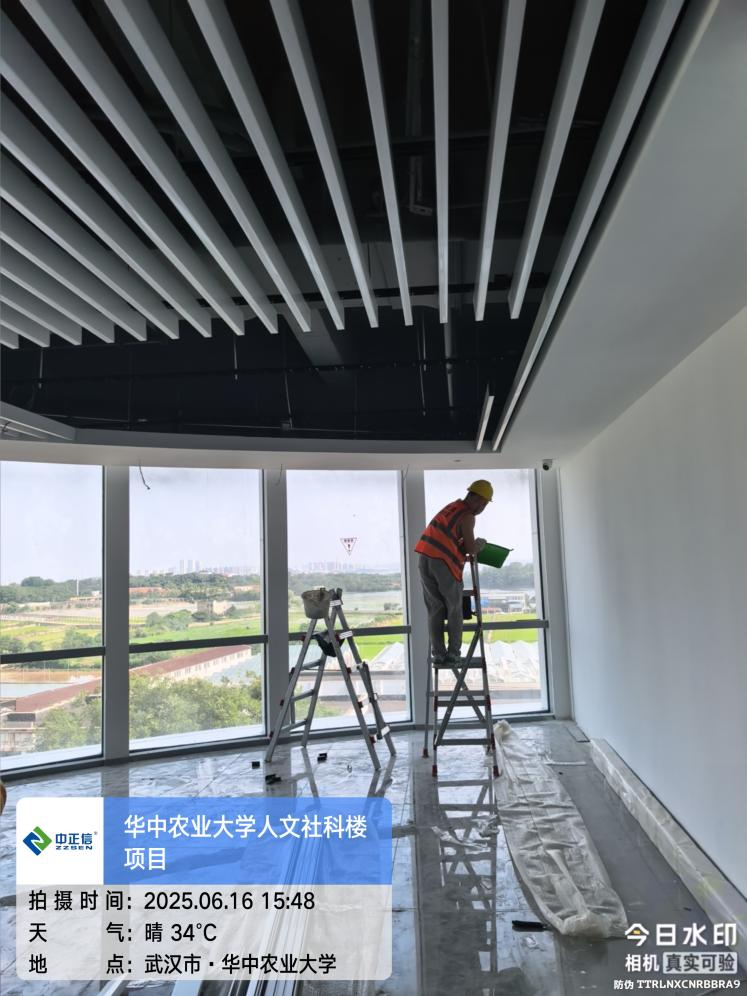 中正信®
ZZSEN
华中农业大学人文社科楼
项目
拍摄时间：2025.06.16 15:48
天气：晴 34℃
地点：武汉市·华中农业大学
今日水印
相机 真实可验
防伪 TTRLNXCNRBBRA9